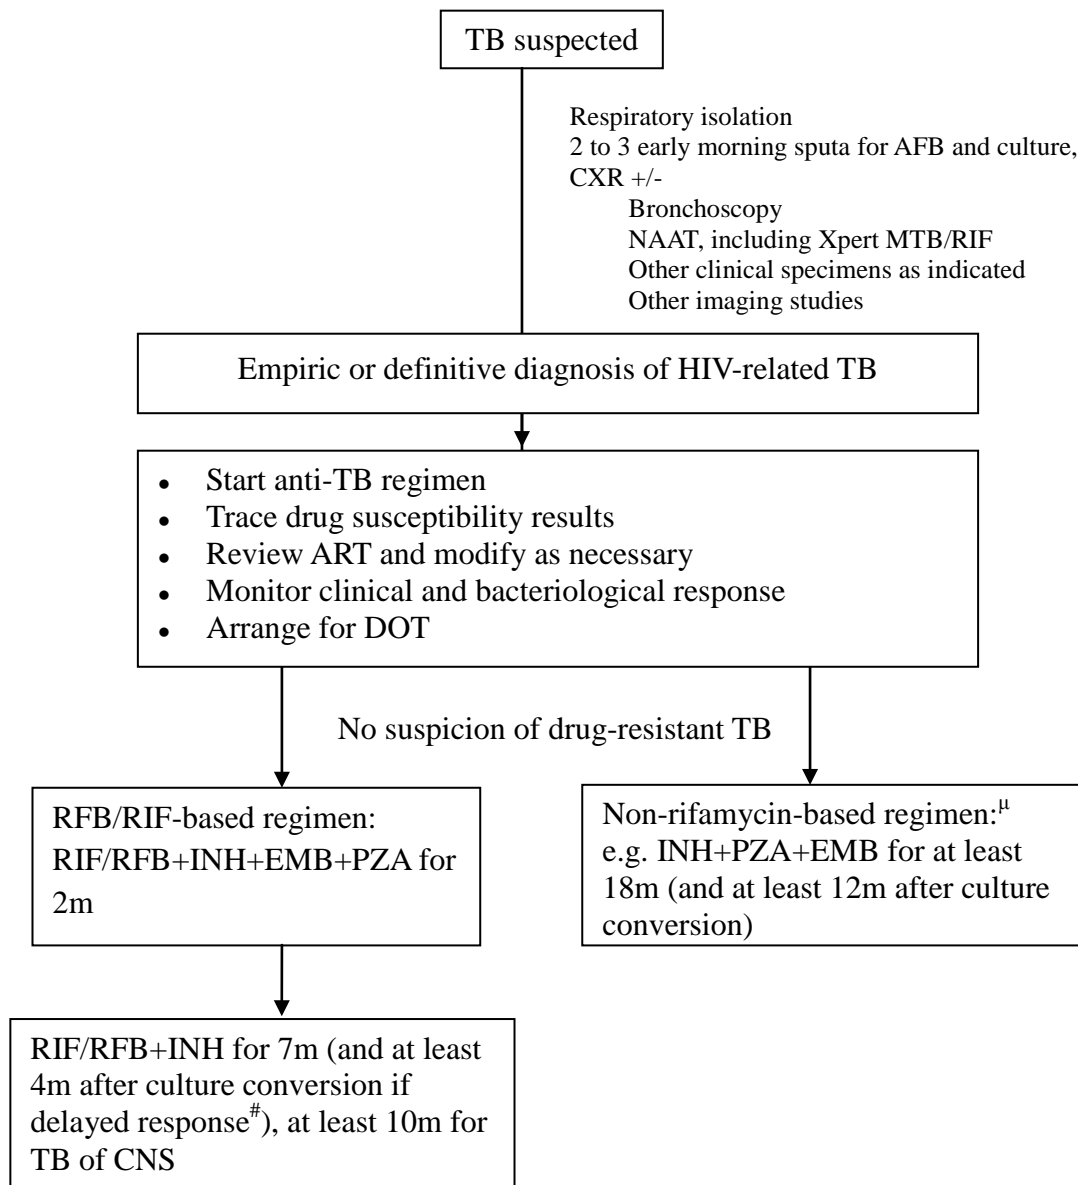 TB suspected
Respiratory isolation
2 to 3 early morning sputa for AFB and culture,
CXR +/-
Bronchoscopy
NAAT, including Xpert MTB/RIF
Other clinical specimens as indicated
Other imaging studies
Empiric or definitive diagnosis of HIV-related TB
• Start anti-TB regimen
• Trace drug susceptibility results
• Review ART and modify as necessary
• Monitor clinical and bacteriological response
• Arrange for DOT
No suspicion of drug-resistant TB
RFB/RIF-based regimen:
RIF/RFB+INH+EMB+PZA for
2m
Non-rifamycin-based regimen:µ
e.g. INH+PZA+EMB for at least
18m (and at least 12m after culture
conversion)
RIF/RFB+INH for 7m (and at least
4m after culture conversion if
delayed response#), at least 10m for
TB of CNS